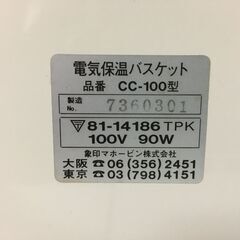 電気保温バスケット
品番 CC-100型
製造
No. 7360301
81-14186 TPK
100V 90W
象印マホービン株式会社
大阪☎06(356)2451
東京☎03(798)4151